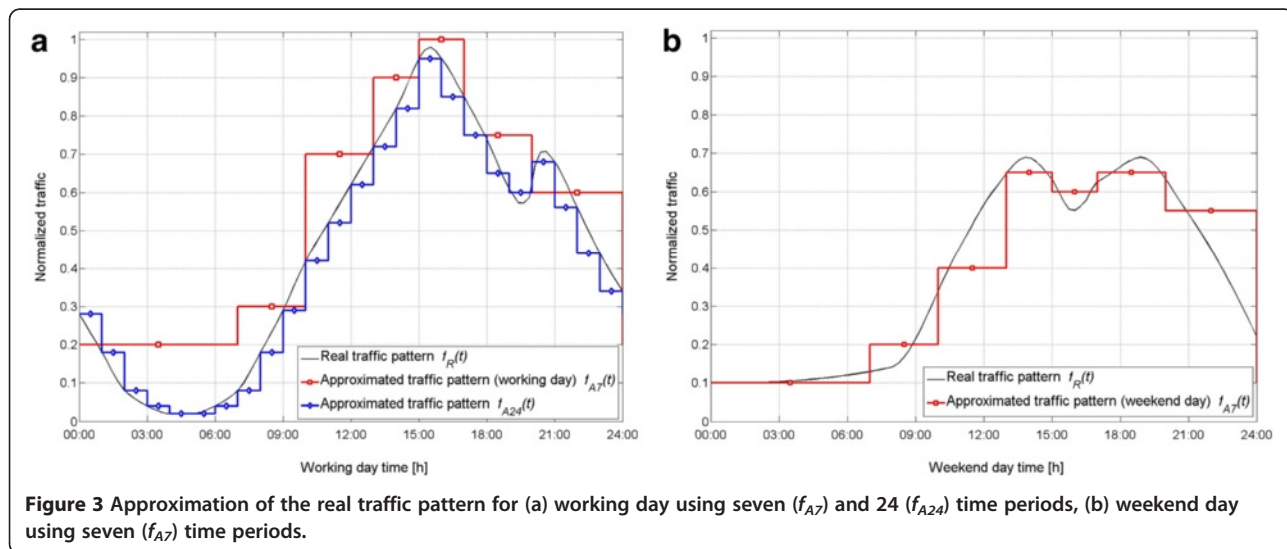 a
1
0.9
0.8
0.7
0.6
0.5
0.4
0.3
0.2
0.1
0
Normalized traffic
00:00 03:00 06:00 09:00 12:00 15:00 18:00 21:00 24:00
Working day time [h]
Real traffic pattern f_R(t)
Approximated traffic pattern (working day) f_A7(t)
Approximated traffic pattern f_A24(t)
b
1
0.9
0.8
0.7
0.6
0.5
0.4
0.3
0.2
0.1
0
Normalized traffic
00:00 03:00 06:00 09:00 12:00 15:00 18:00 21:00 24:00
Weekend day time [h]
Real traffic pattern f_R(t)
Approximated traffic pattern (weekend day) f_A7(t)
Figure 3 Approximation of the real traffic pattern for (a) working day using seven (f_A7) and 24 (f_A24) time periods, (b) weekend day
using seven (f_A7) time periods.